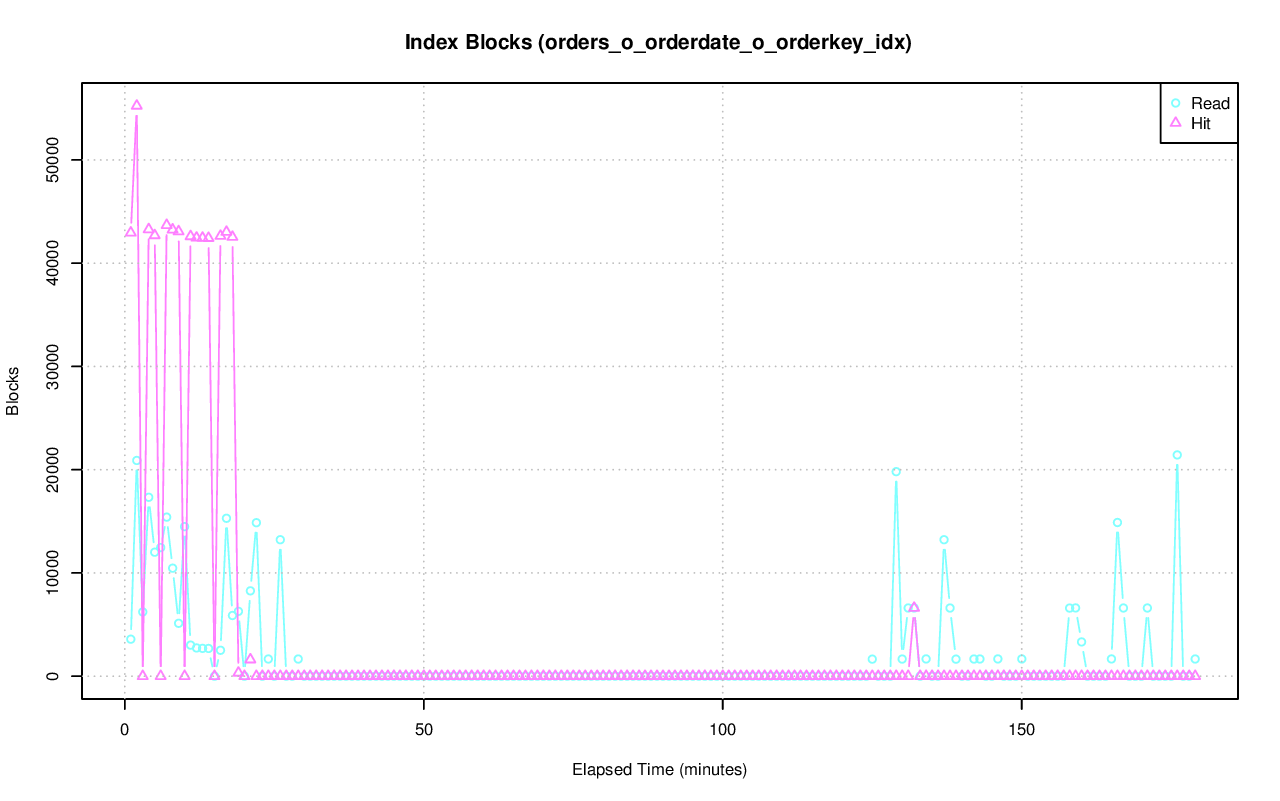 Index Blocks (orders_o_orderdate_o_orderkey_idx)
Read
Hit
50000
40000
30000
20000
10000
0
Blocks
0 50 100 150
Elapsed Time (minutes)